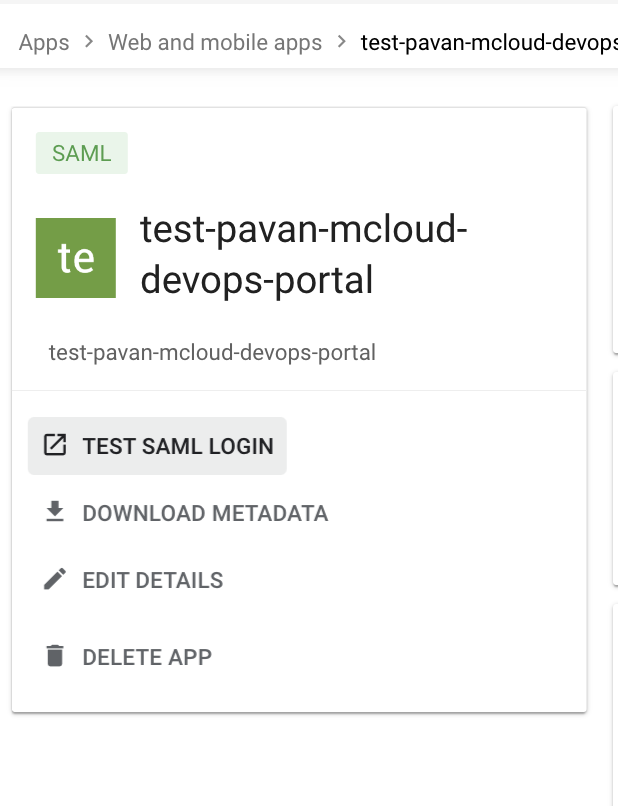 Apps > Web and mobile apps > test-pavan-mcloud-devops
SAML
te
test-pavan-mcloud-
devops-portal
test-pavan-mcloud-devops-portal
TEST SAML LOGIN
DOWNLOAD METADATA
EDIT DETAILS
DELETE APP